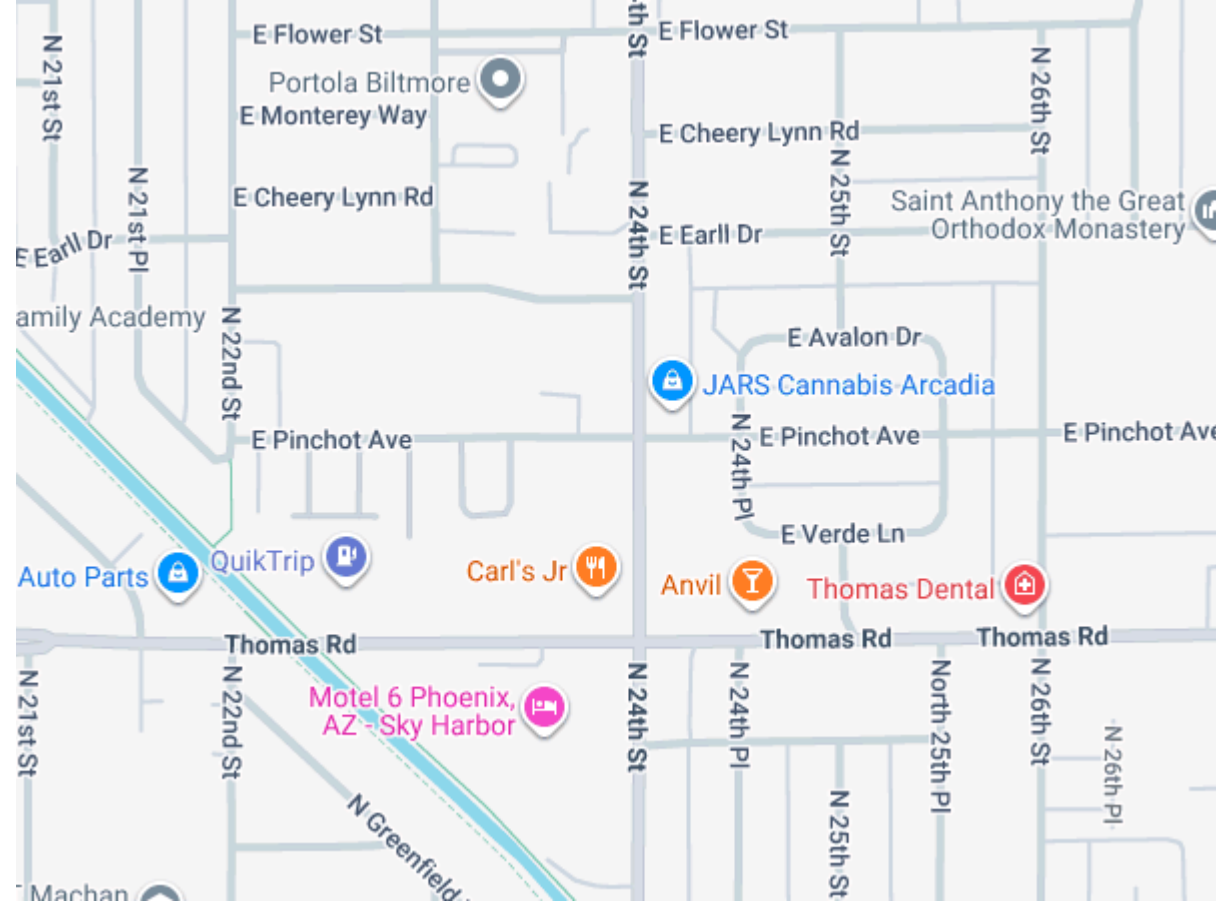 N 21st St
E Flower St
-th St
E Flower St
Portola Biltmore
N 26th St
E Monterey Way
E Cheery Lynn Rd
N 21st Pl
E Cheery Lynn Rd
N 24th St
N 25th St
Saint Anthony the Great
Orthodox Monastery
E Earll Dr
E Earll Dr
amily Academy
N 22nd St
E Avalon Dr
JARS Cannabis Arcadia
E Pinchot Ave
N 24th Pl
E Pinchot Ave
E Pinchot Ave
E Verde Ln
QuikTrip
Auto Parts
Carl's Jr
Anvil
Thomas Dental
Thomas Rd
Thomas Rd
Thomas Rd
N 21st St
N 22nd St
Motel 6 Phoenix,
AZ - Sky Harbor
N 24th St
N 24th Pl
North 25th Pl
N 26th St
N 26th Pl
N Greenfield
N 25th St
Machan